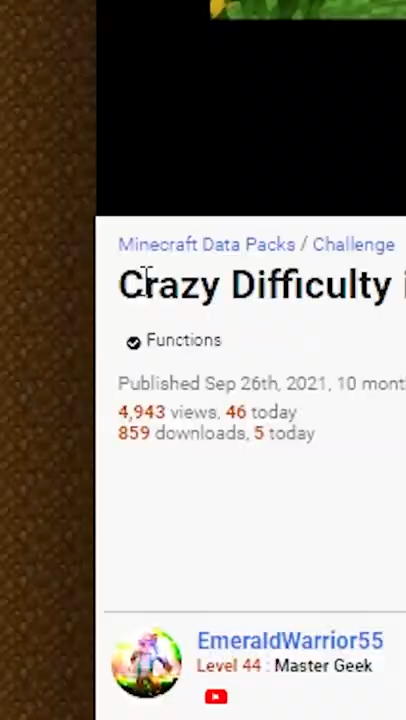 Minecraft Data Packs / Challenge
Crazy Difficulty
Functions
Published Sep 26th, 2021, 10
4,943 views, 46 today
859 downloads, 5 today
EmeraldWarrior55
Level 44 : Master Geek